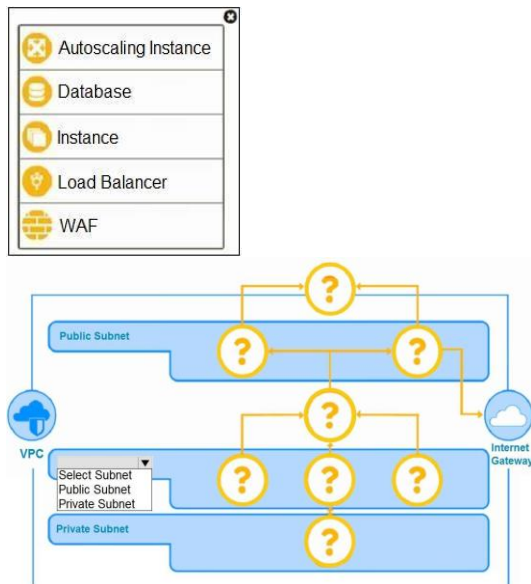 Autoscaling Instance
Database
Instance
Load Balancer
WAF
?
Public Subnet
?
?
?
VPC
Internet
Gateway
Select Subnet
Public Subnet
Private Subnet
?
?
?
Private Subnet
?